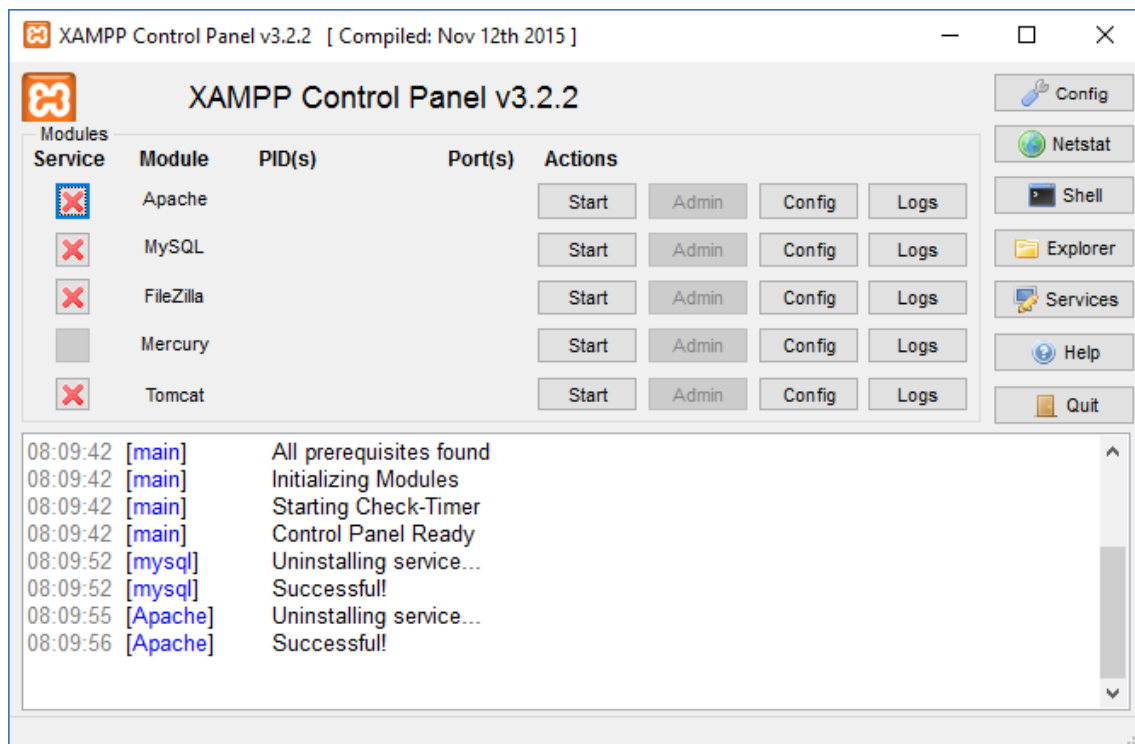 XAMPP Control Panel v3.2.2 [ Compiled: Nov 12th 2015 ]
XAMPP Control Panel v3.2.2
Config
Modules
Service Module PID(s) Port(s) Actions
Netstat
Apache Start Admin Config Logs
Shell
MySQL Start Admin Config Logs
Explorer
FileZilla Start Admin Config Logs
Services
Mercury Start Admin Config Logs
Help
Tomcat Start Admin Config Logs
Quit
08:09:42 [main] All prerequisites found
08:09:42 [main] Initializing Modules
08:09:42 [main] Starting Check-Timer
08:09:42 [main] Control Panel Ready
08:09:52 [mysql] Uninstalling service...
08:09:52 [mysql] Successful!
08:09:55 [Apache] Uninstalling service...
08:09:56 [Apache] Successful!